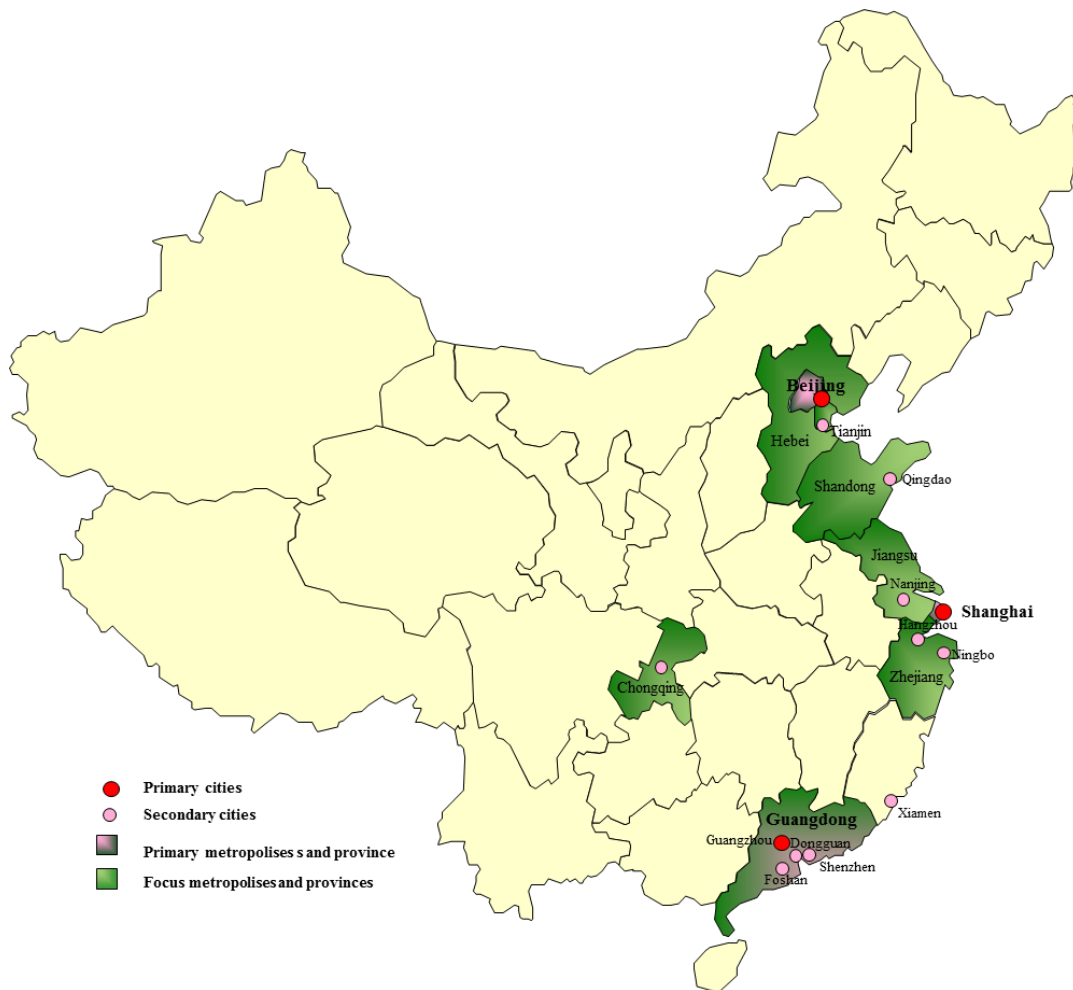 Beijing
Tianjin
Hebei
Shandong
Qingdao
Jiangsu
Nanjing
Shanghai
Hangzhou
Ningbo
Zhejiang
Chongqing
Primary cities
Secondary cities
Primary metropolises s and province
Focus metropolises and provinces
Xiamen
Guangdong
Guangzhou
Dongguan
Shenzhen
Foshan